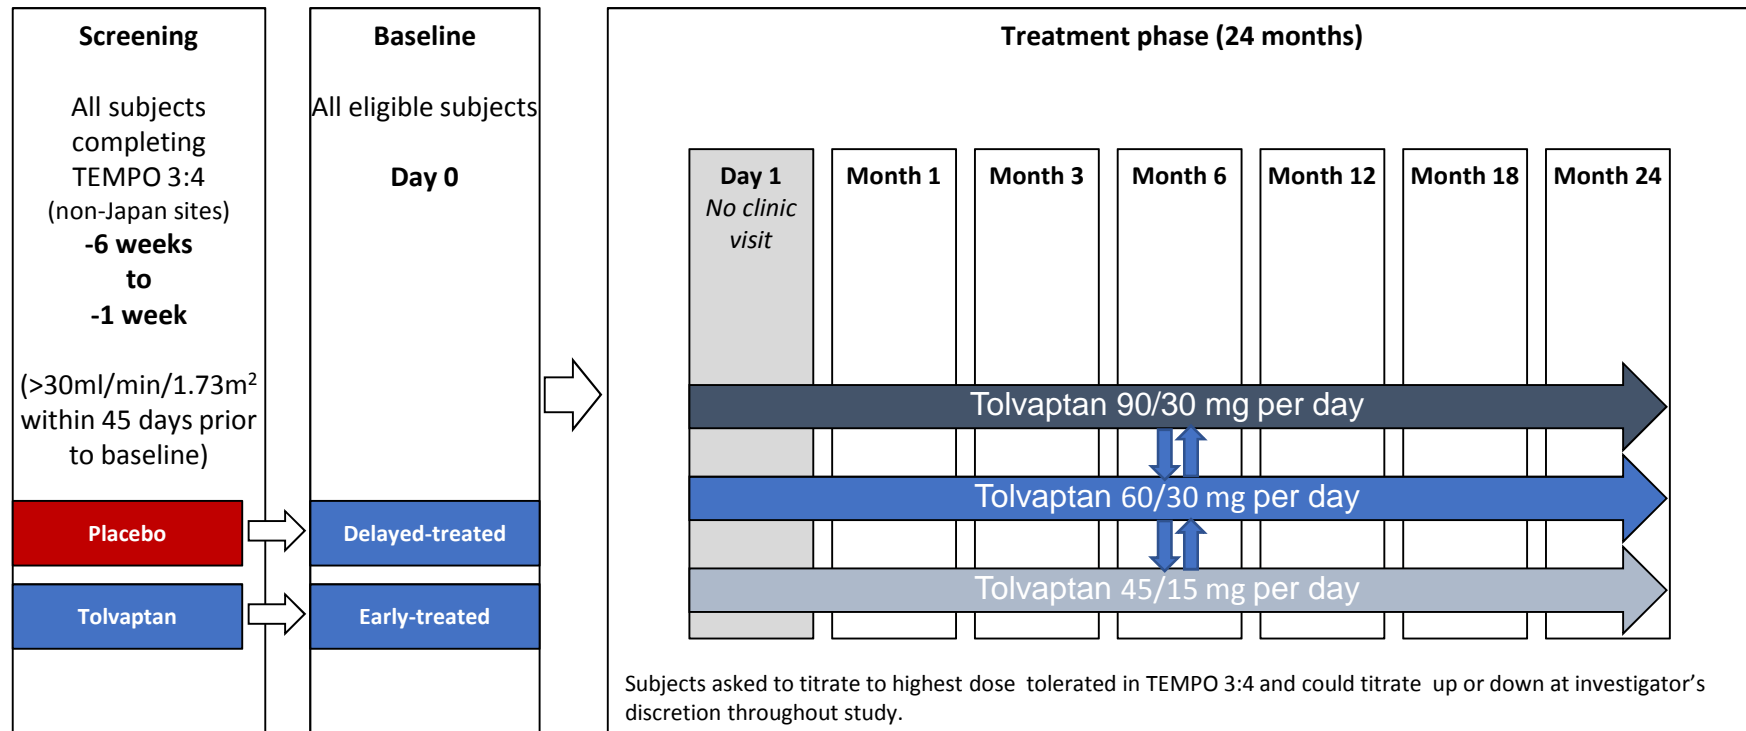 Screening
All subjects
completing
TEMPO 3:4
(non-Japan sites)
-6 weeks
to
-1 week
(>30ml/min/1.73m²
within 45 days prior
to baseline)
Placebo
Tolvaptan
Baseline
All eligible subjects
Day 0
Delayed-treated
Early-treated
Treatment phase (24 months)
Day 1
No clinic
visit
Month 1
Month 3
Month 6
Month 12
Month 18
Month 24
Tolvaptan 90/30 mg per day
Tolvaptan 60/30 mg per day
Tolvaptan 45/15 mg per day
Subjects asked to titrate to highest dose tolerated in TEMPO 3:4 and could titrate up or down at investigator’s
discretion throughout study.